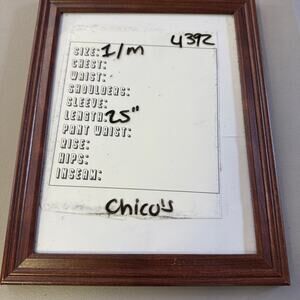 4392
SIZE: 1/M
CHEST:
WAIST:
SHOULDERS:
SLEEVE:
LENGTH: 25"
PANT WAIST:
RISE:
HIPS:
INSEAM:
Chico's